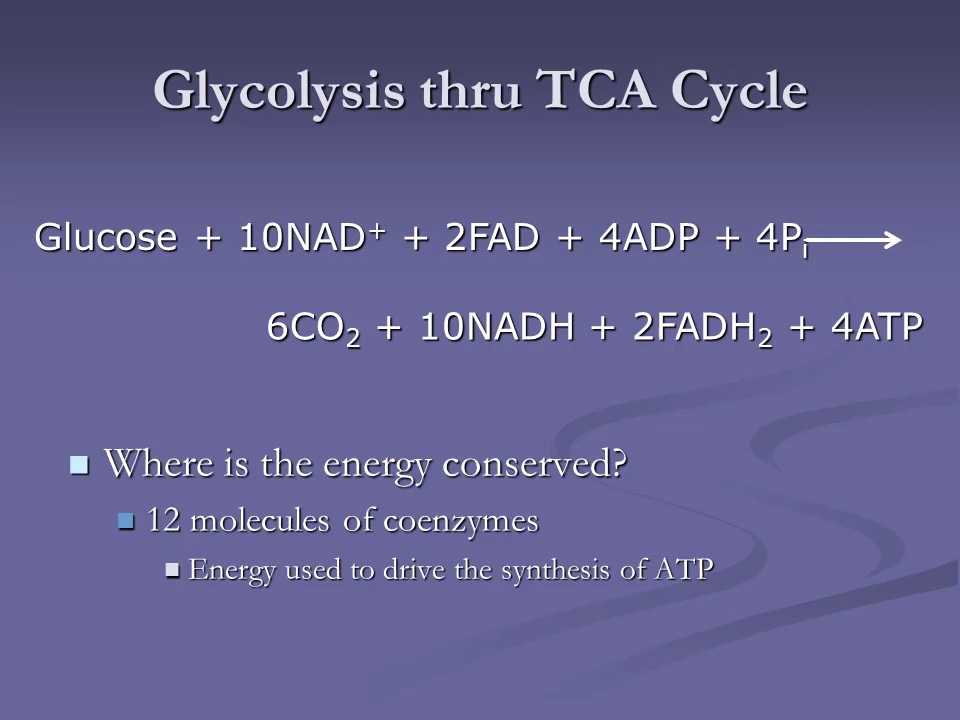 Glycolysis thru TCA Cycle
Glucose + 10NAD⁺ + 2FAD + 4ADP + 4Pᵢ ⟶
6CO₂ + 10NADH + 2FADH₂ + 4ATP
Where is the energy conserved?
12 molecules of coenzymes
Energy used to drive the synthesis of ATP